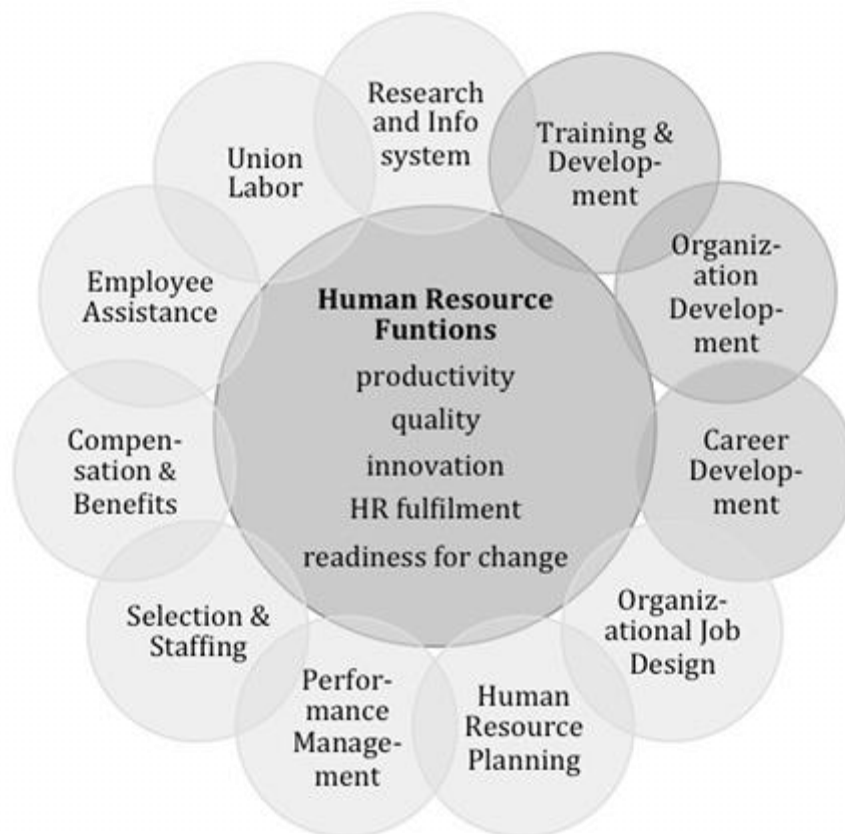 Research
and Info
system
Training &
Develop-
ment
Organiz-
ation
Develop-
ment
Career
Develop-
ment
Organiz-
ational Job
Design
Human
Resource
Planning
Perfor-
mance
Manage-
ment
Selection &
Staffing
Compen-
sation &
Benefits
Employee
Assistance
Union
Labor
Human Resource
Funtions
productivity
quality
innovation
HR fulfilment
readiness for change